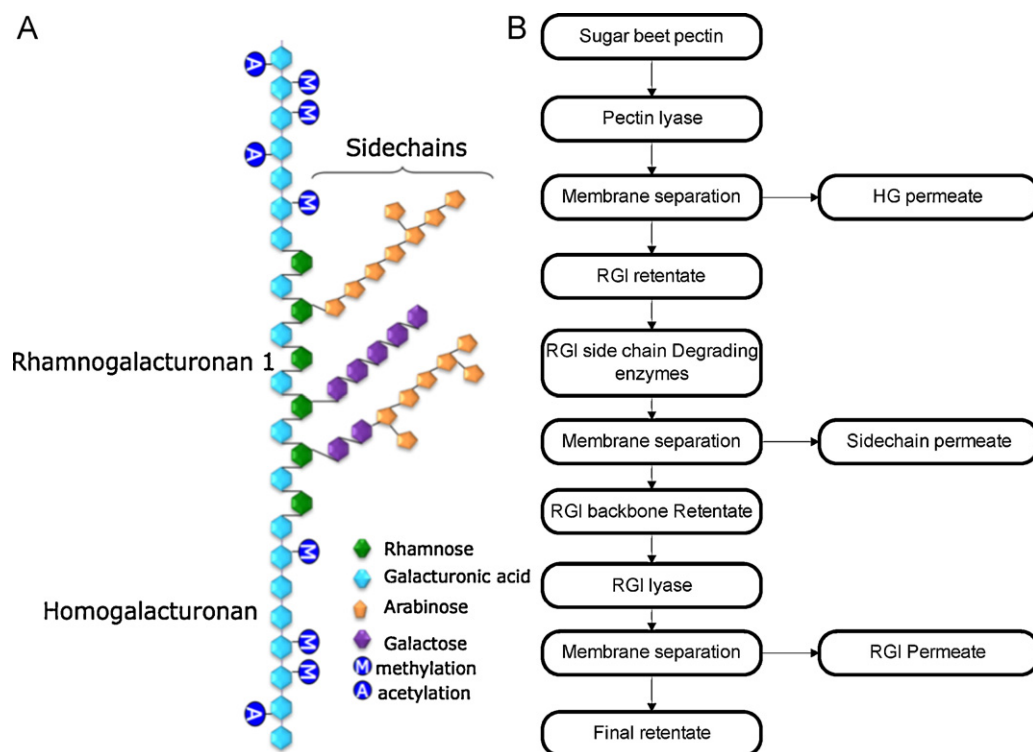 A
A
M
M
A
M
Sidechains
Rhamnogalacturonan 1
Homogalacturonan
M
M
M
A
Rhamnose
Galacturonic acid
Arabinose
Galactose
M methylation
A acetylation
B
Sugar beet pectin
Pectin lyase
Membrane separation
HG permeate
RGI retentate
RGI side chain Degrading
enzymes
Membrane separation
Sidechain permeate
RGI backbone Retentate
RGI lyase
Membrane separation
RGI Permeate
Final retentate